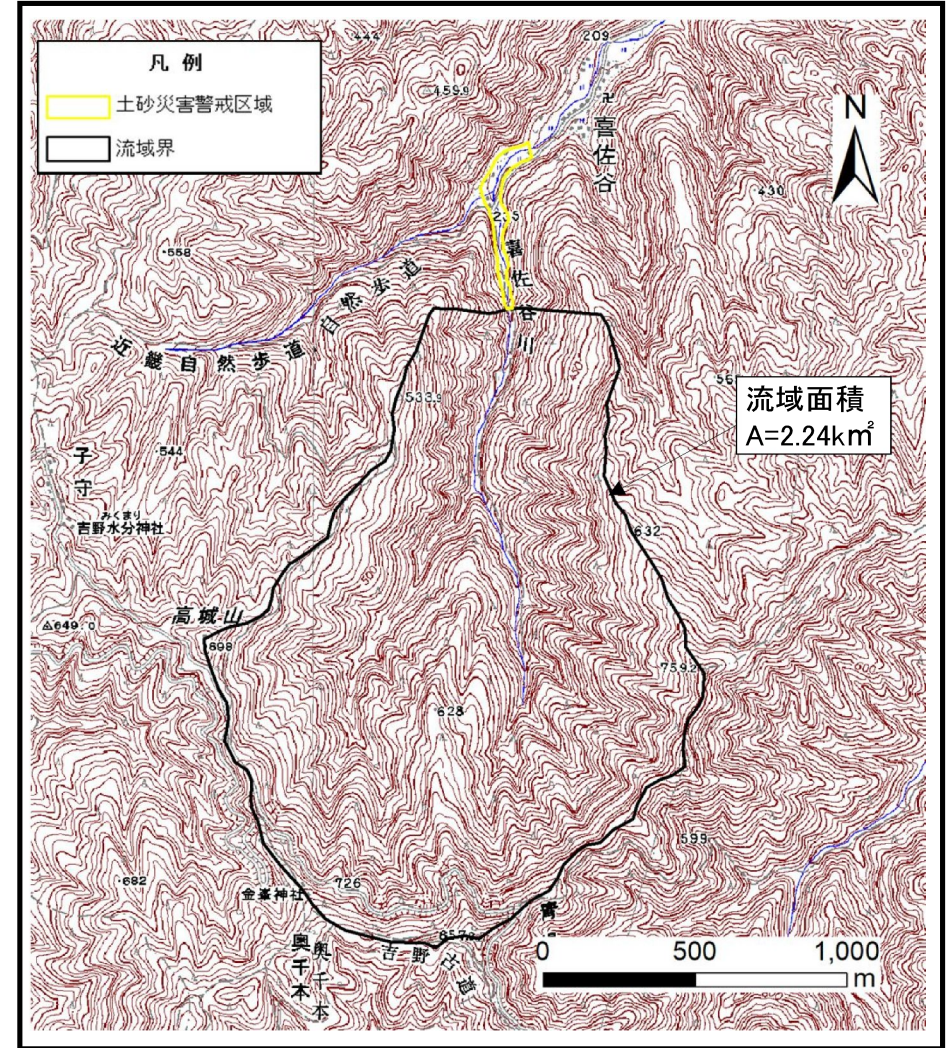 凡例
土砂災害警戒区域
流域界
444
209
459.9
卍
喜佐谷
N
430
558
喜佐谷川
自然歩道
近畿自然歩道
533.9
流域面積
A=2.24k㎡
子守
544
みくまり
吉野水分神社
632
高城山
649.0
698
759.2
628
599
682
726
金峯神社
奥千本
奥千本
吉野古道
0 500 1,000
m